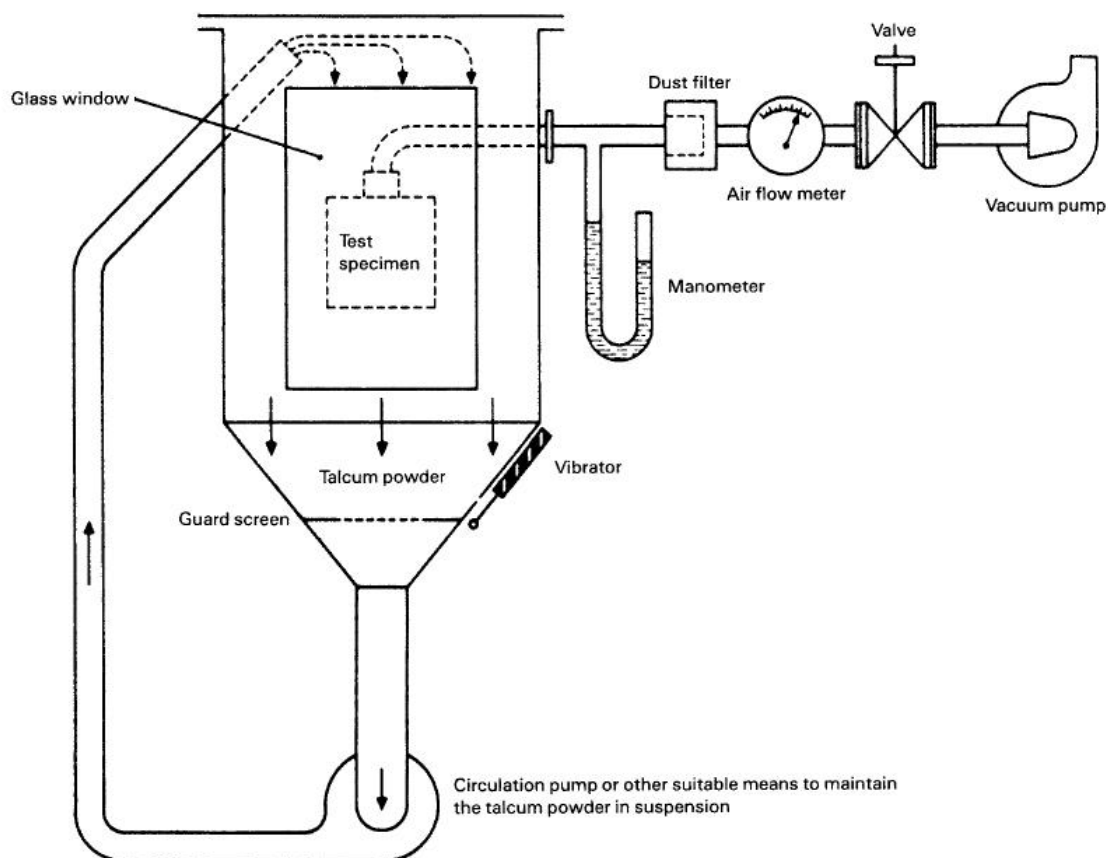 Valve
Glass window
Dust filter
Air flow meter
Vacuum pump
Test
specimen
Manometer
Talcum powder
Vibrator
Guard screen
Circulation pump or other suitable means to maintain
the talcum powder in suspension